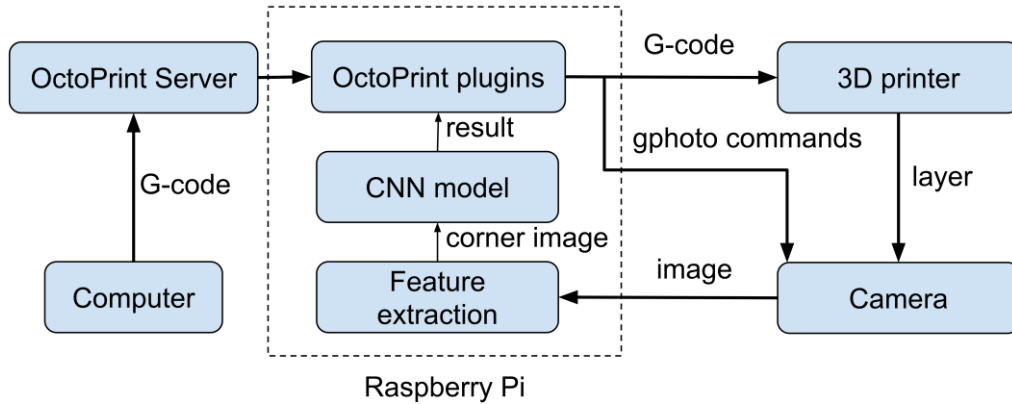 OctoPrint Server
OctoPrint plugins
G-code
3D printer
result
gphoto commands
G-code
CNN model
layer
corner image
Computer
Feature
extraction
image
Camera
Raspberry Pi